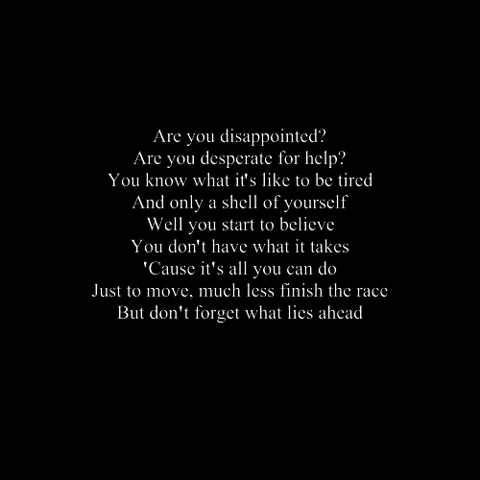 Are you disappointed?
Are you desperate for help?
You know what it's like to be tired
And only a shell of yourself
Well you start to believe
You don't have what it takes
'Cause it's all you can do
Just to move, much less finish the race
But don't forget what lies ahead